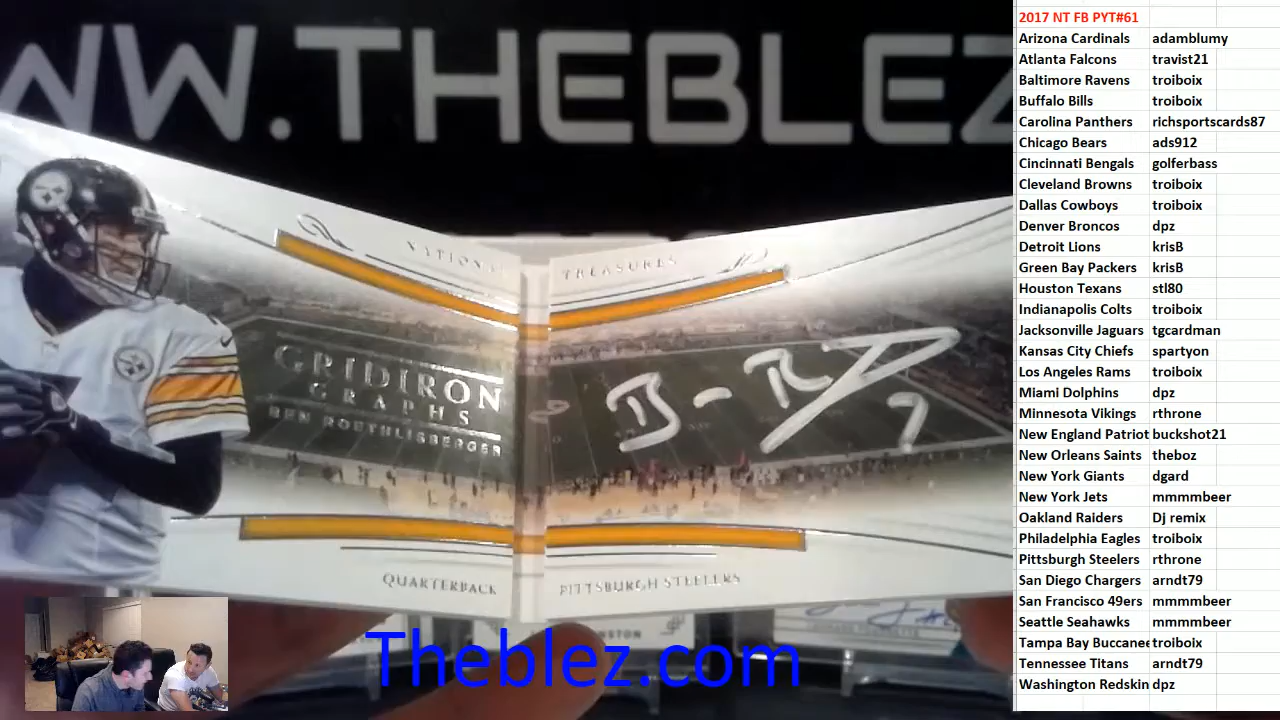 WW.THEBLEZ
NATIONAL TREASURES
GRIDIRON
GRAPHS
BEN ROETHLISBERGER
B-R 7
QUARTERBACK
PITTSBURGH STEELERS
Theblez.com
2017 NT FB PYT#61
Arizona Cardinals adamblumy
Atlanta Falcons travist21
Baltimore Ravens troiboix
Buffalo Bills troiboix
Carolina Panthers richsportscards87
Chicago Bears ads912
Cincinnati Bengals golferbass
Cleveland Browns troiboix
Dallas Cowboys troiboix
Denver Broncos dpz
Detroit Lions krisB
Green Bay Packers krisB
Houston Texans stl80
Indianapolis Colts troiboix
Jacksonville Jaguars tgcardman
Kansas City Chiefs spartyon
Los Angeles Rams troiboix
Miami Dolphins dpz
Minnesota Vikings rthrone
New England Patriot buckshot21
New Orleans Saints theboz
New York Giants dgard
New York Jets mmmmbeer
Oakland Raiders Dj remix
Philadelphia Eagles troiboix
Pittsburgh Steelers rthrone
San Diego Chargers arndt79
San Francisco 49ers mmmmbeer
Seattle Seahawks mmmmbeer
Tampa Bay Buccanee troiboix
Tennessee Titans arndt79
Washington Redskin dpz